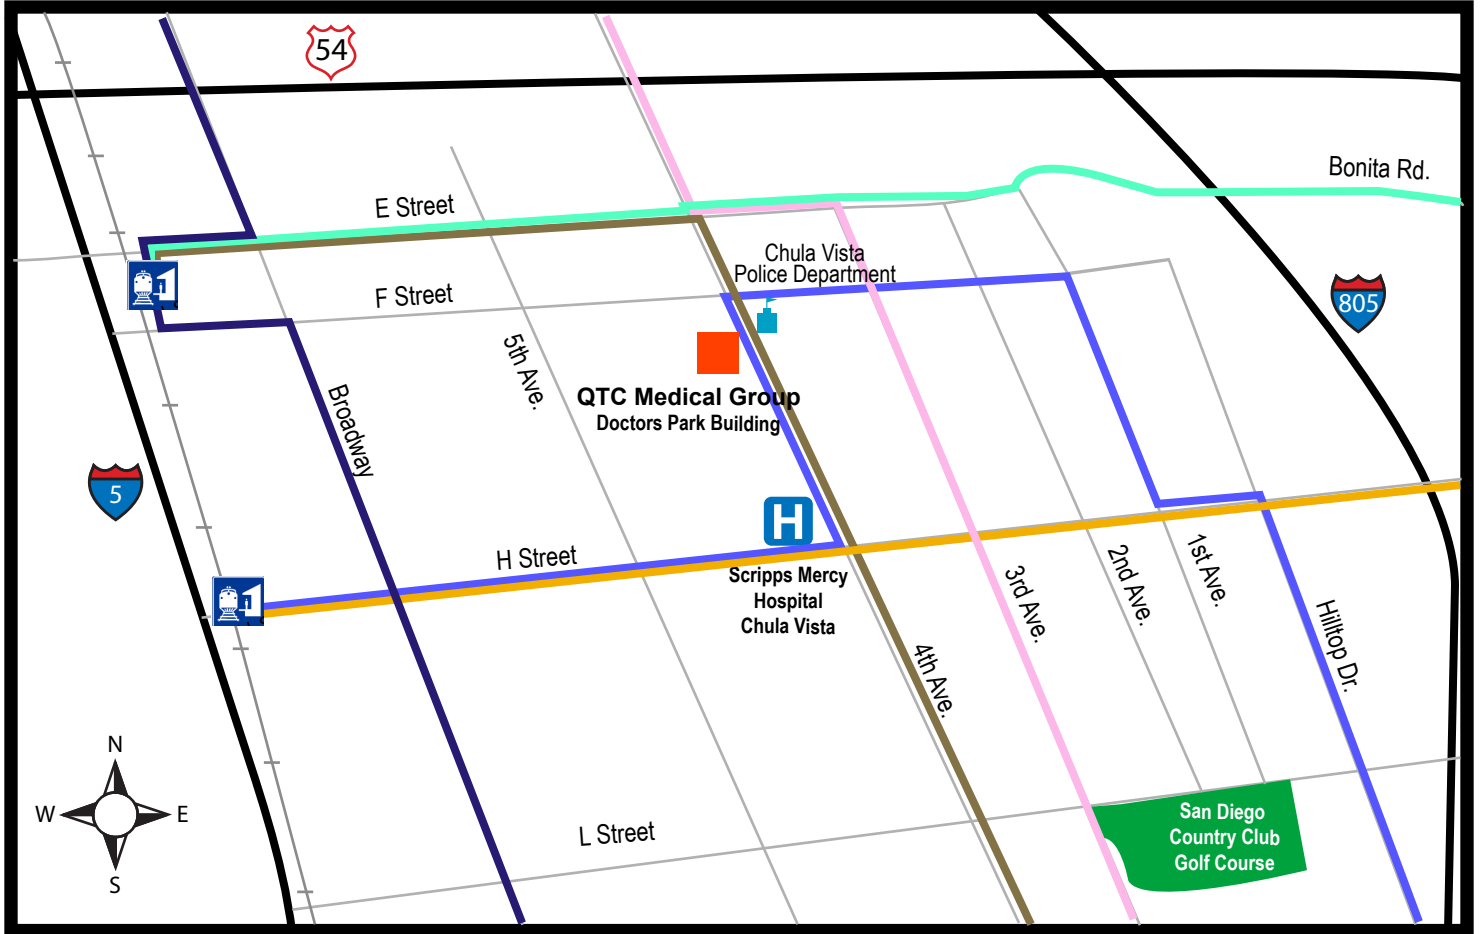 54
Bonita Rd.
E Street
Chula Vista
Police Department
F Street
805
5th Ave.
QTC Medical Group
Doctors Park Building
Broadway
5
H
H Street
Scripps Mercy
Hospital
Chula Vista
3rd Ave.
2nd Ave.
1st Ave.
Hilltop Dr.
4th Ave.
N
W
E
S
L Street
San Diego
Country Club
Golf Course